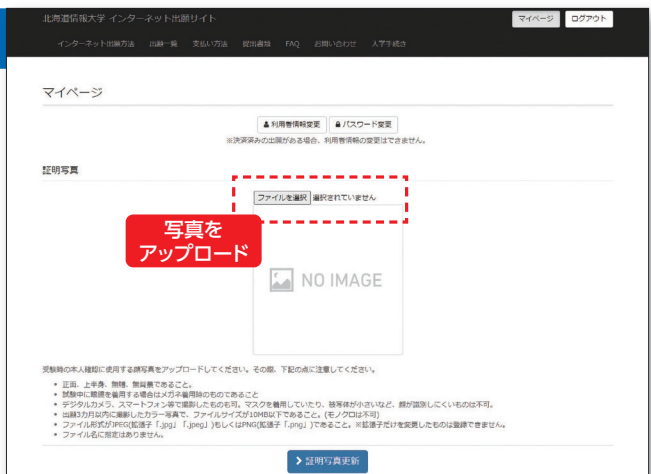 北海道情報大学 インターネット出願サイト
マイページ
ログアウト
インターネット出願方法 出願一覧 支払い方法 提出書類 FAQ お問い合わせ 入学手続き
マイページ
利用者情報変更
パスワード変更
※決済済みの出願がある場合、利用者情報の変更はできません。
証明写真
ファイルを選択 選択されていません
写真を
アップロード
NO IMAGE
受験時の本人確認に使用する顔写真をアップロードしてください。その際、下記の点に注意してください。
• 正面、上半身、無帽、無背景であること。
• 試験中に眼鏡を着用する場合はメガネ着用時のものであること
• デジタルカメラ、スマートフォン等で撮影したものも可。マスクを着用していたり、被写体が小さいなど、顔が識別しにくいものは不可。
• 出願3カ月以内に撮影したカラー写真で、ファイルサイズが10MB以下であること。(モノクロは不可)
• ファイル形式がJPEG(拡張子「.jpg」「.jpeg」)もしくはPNG(拡張子「.png」)であること。※拡張子だけを変更したものは登録できません。
• ファイル名に指定はありません。
証明写真更新